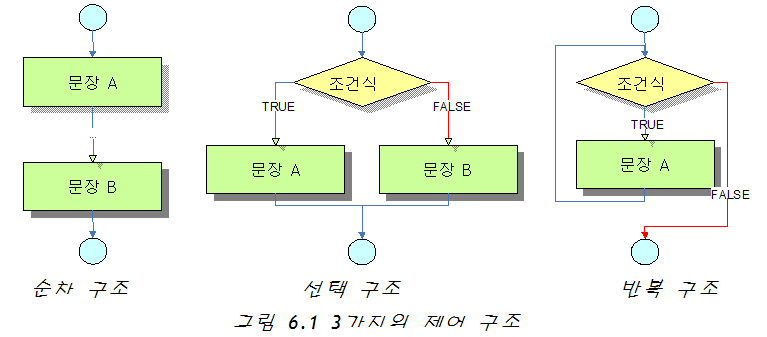 문장 A
...
문장 B
순차 구조
조건식
TRUE
FALSE
문장 A
문장 B
선택 구조
조건식
TRUE
문장 A
FALSE
반복 구조
그림 6.1 3가지의 제어 구조